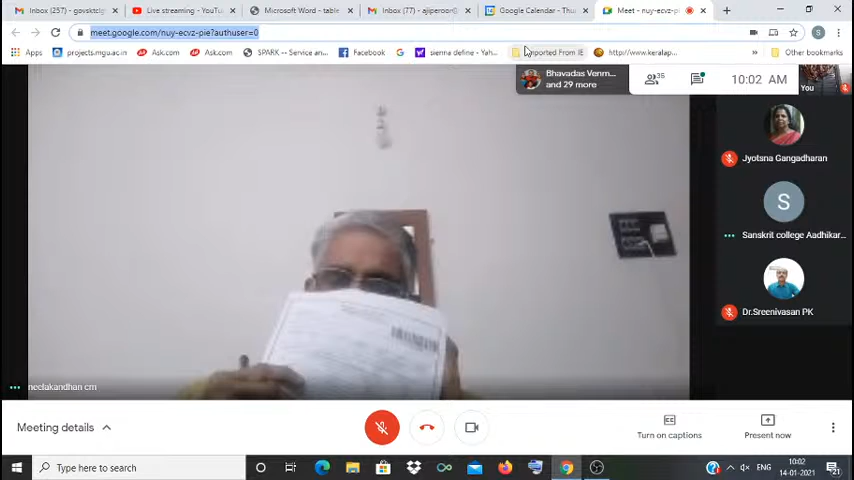 Inbox (257) - govsktclg
Live streaming - YouTu
Microsoft Word - table
Inbox (77) - ajiperoor@
Google Calendar - Thu
Meet - nuy-ecvz-pi
meet.google.com/nuy-ecvz-pie?authuser=0
Apps
projects.mgu.ac.in
Ask.com
Ask.com
SPARK -- Service an...
Facebook
sienna define - Yah...
Imported From IE
http://www.keralap...
Other bookmarks
Bhavadas Venm...
and 29 more
35
10:02 AM
You
Jyotsna Gangadharan
S
Sanskrit college Aadhikar...
Dr.Sreenivasan PK
neelakandhan cm
Meeting details
Turn on captions
Present now
Type here to search
ENG
10:02
14-01-2021
21